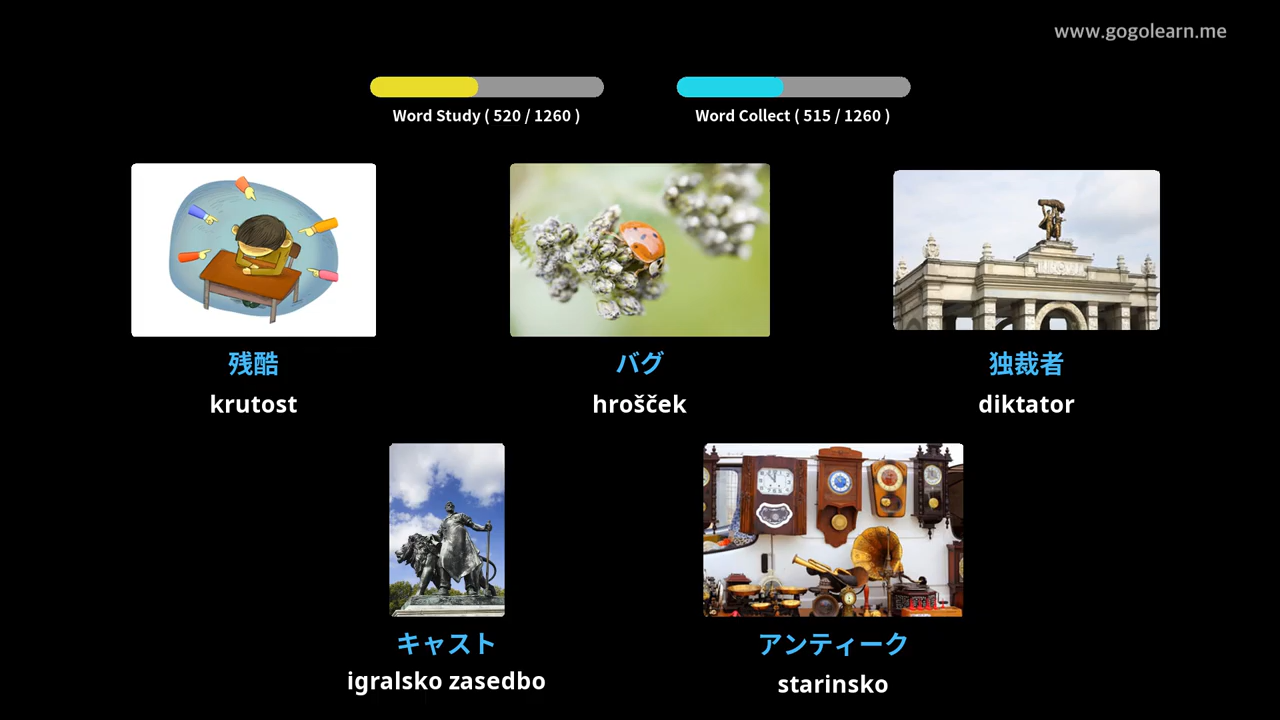 www.gogolearn.me
Word Study ( 520 / 1260 )
Word Collect ( 515 / 1260 )
残酷
krutost
バグ
hrošček
独裁者
diktator
キャスト
igralsko zasedbo
アンティーク
starinsko